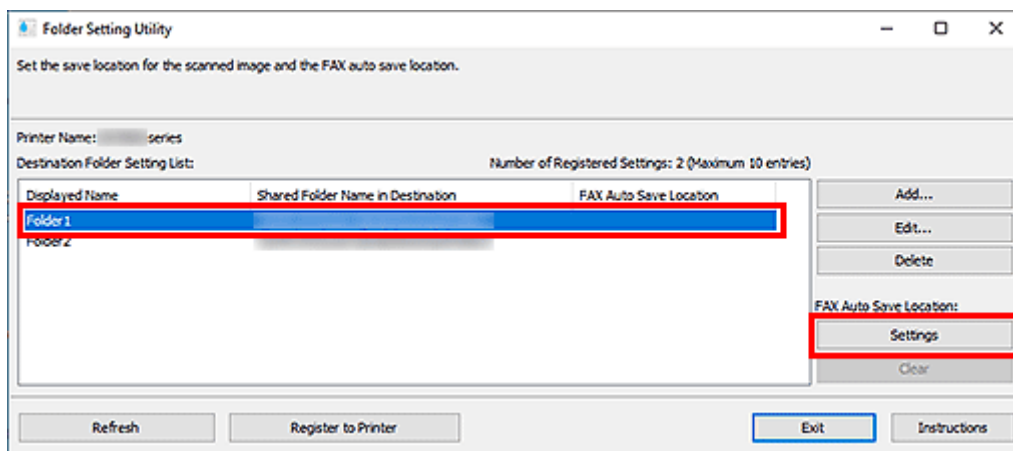 Folder Setting Utility
Set the save location for the scanned image and the FAX auto save location.
Printer Name: series
Destination Folder Setting List: Number of Registered Settings: 2 (Maximum 10 entries)
Displayed Name Shared Folder Name in Destination FAX Auto Save Location
Folder1
Folder2
Add...
Edit...
Delete
FAX Auto Save Location:
Settings
Clear
Refresh Register to Printer Exit Instructions